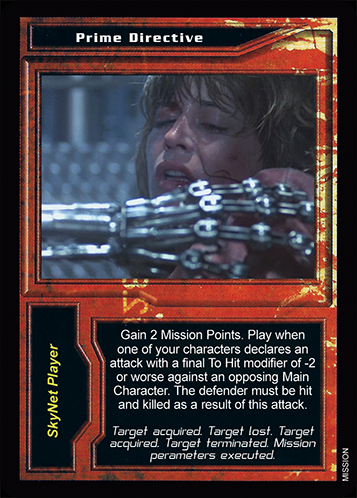 Prime Directive
SkyNet Player
Gain 2 Mission Points. Play when
one of your characters declares an
attack with a final To Hit modifier of -2
or worse against an opposing Main
Character. The defender must be hit
and killed as a result of this attack.
Target acquired. Target lost. Target
acquired. Target terminated. Mission
perameters executed.
MISSION